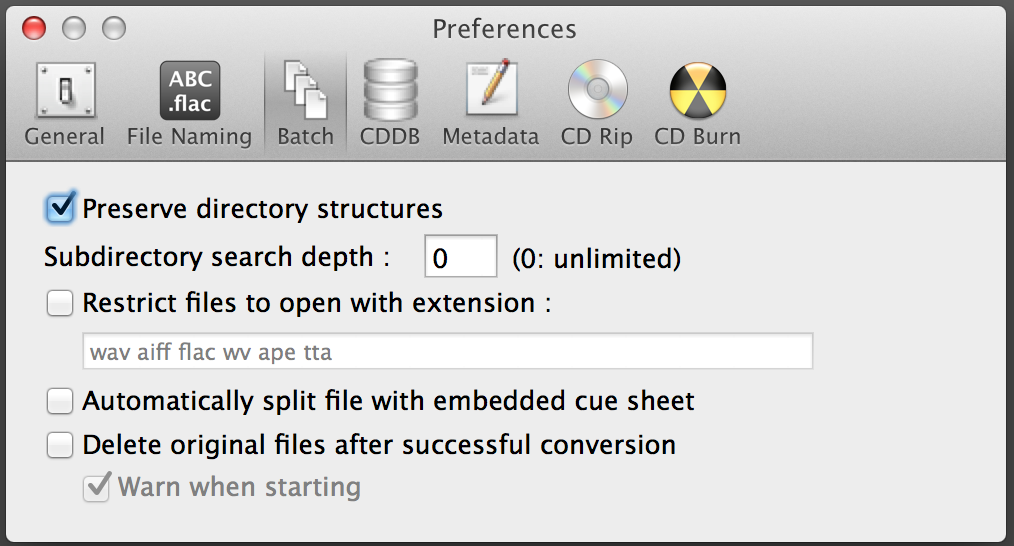 Preferences
ABC
.flac
General File Naming Batch CDDB Metadata CD Rip CD Burn
Preserve directory structures
Subdirectory search depth : 0 (0: unlimited)
Restrict files to open with extension :
wav aiff flac wv ape tta
Automatically split file with embedded cue sheet
Delete original files after successful conversion
Warn when starting